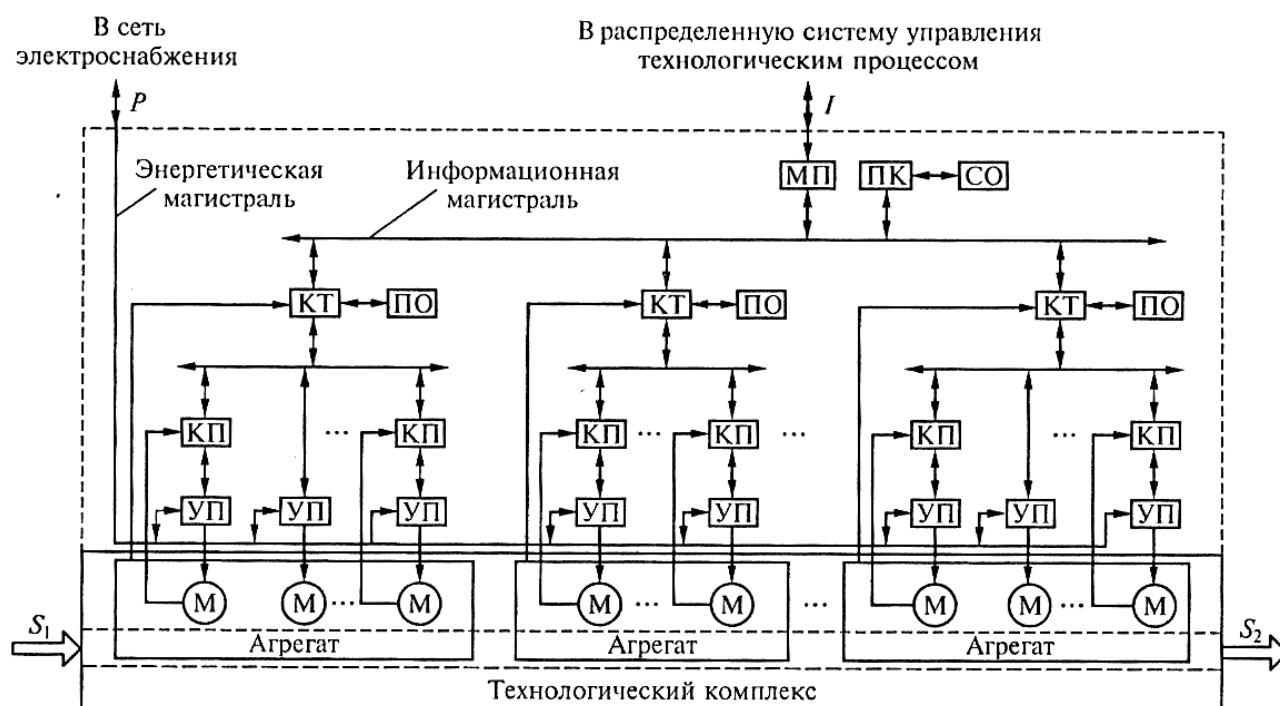 В сеть
электроснабжения
В распределенную систему управления
технологическим процессом
P
I
Энергетическая
магистраль
Информационная
магистраль
МП ПК СО
КТ ПО КТ ПО КТ ПО
КП ... КП КП ... КП ... КП ... КП
УП УП УП УП УП УП УП УП
М М ... М М ... М ... М М ... М
S1 S2
Агрегат Агрегат Агрегат
Технологический комплекс